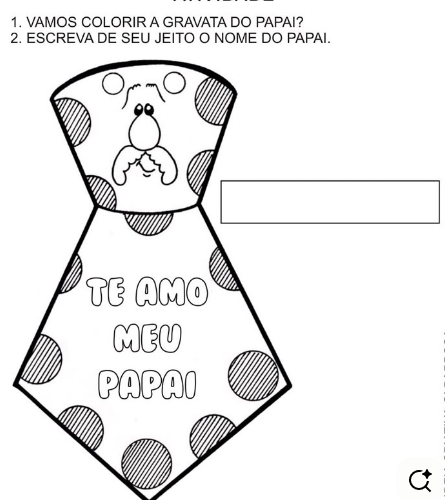 1. VAMOS COLORIR A GRAVATA DO PAPAI?
2. ESCREVA DE SEU JEITO O NOME DO PAPAI.
TE AMO
MEU
PAPAI